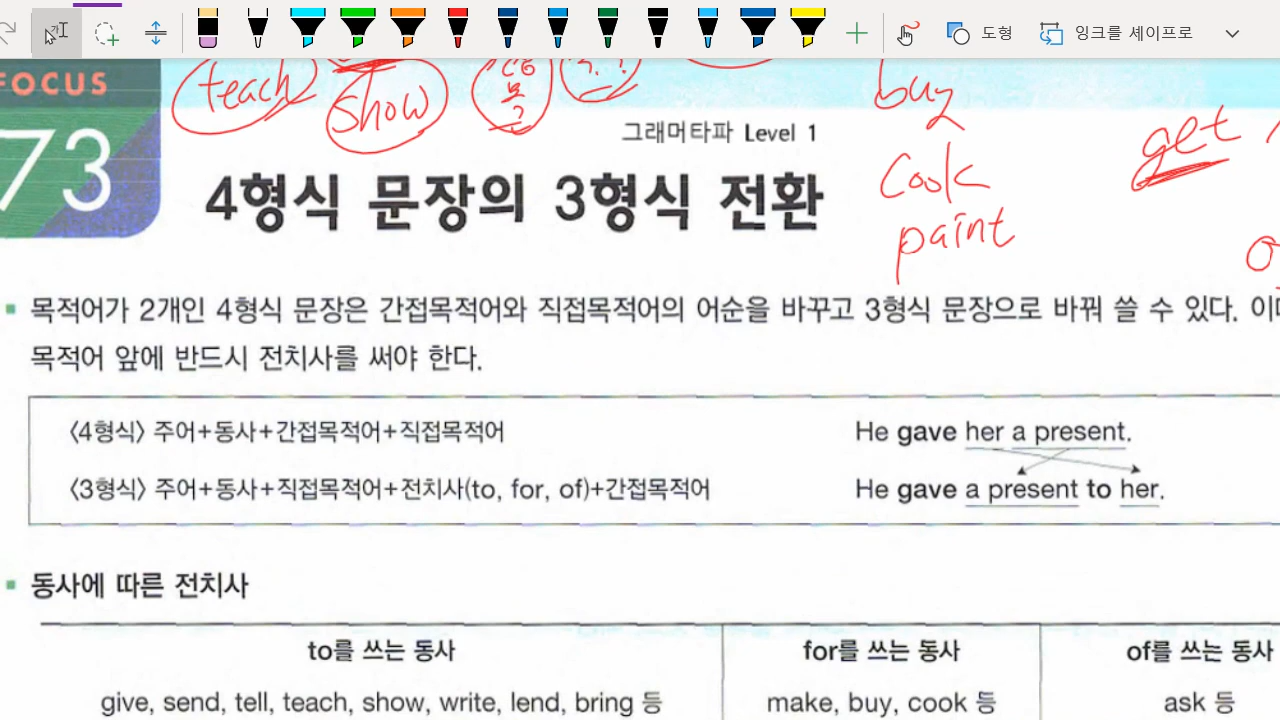 도형
잉크를 셰이프로
FOCUS
73
teach
show
buy
cook
paint
get
그래머타파 Level 1
4형식 문장의 3형식 전환
목적어가 2개인 4형식 문장은 간접목적어와 직접목적어의 어순을 바꾸고 3형식 문장으로 바꿔 쓸 수 있다.
목적어 앞에 반드시 전치사를 써야 한다.
〈4형식〉 주어+동사+간접목적어+직접목적어
He gave her a present.
〈3형식〉 주어+동사+직접목적어+전치사(to, for, of)+간접목적어
He gave a present to her.
동사에 따른 전치사
to를 쓰는 동사
for를 쓰는 동사
of를 쓰는 동사
give, send, tell, teach, show, write, lend, bring 등
make, buy, cook 등
ask 등